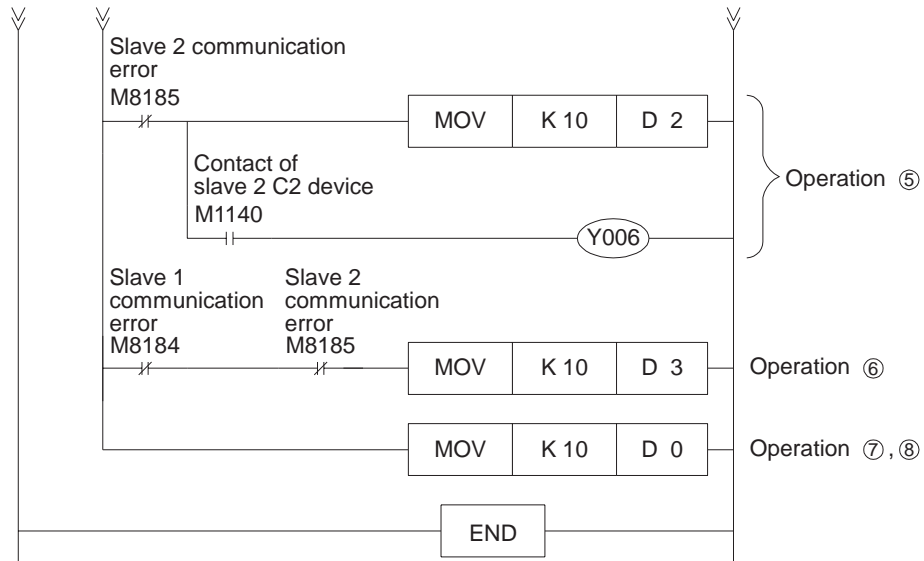 Slave 2 communication
error
M8185
MOV K 10 D 2
Contact of
slave 2 C2 device
M1140
Y006
Operation ⑤
Slave 1
communication
error
M8184
Slave 2
communication
error
M8185
MOV K 10 D 3
Operation ⑥
MOV K 10 D 0
Operation ⑦, ⑧
END